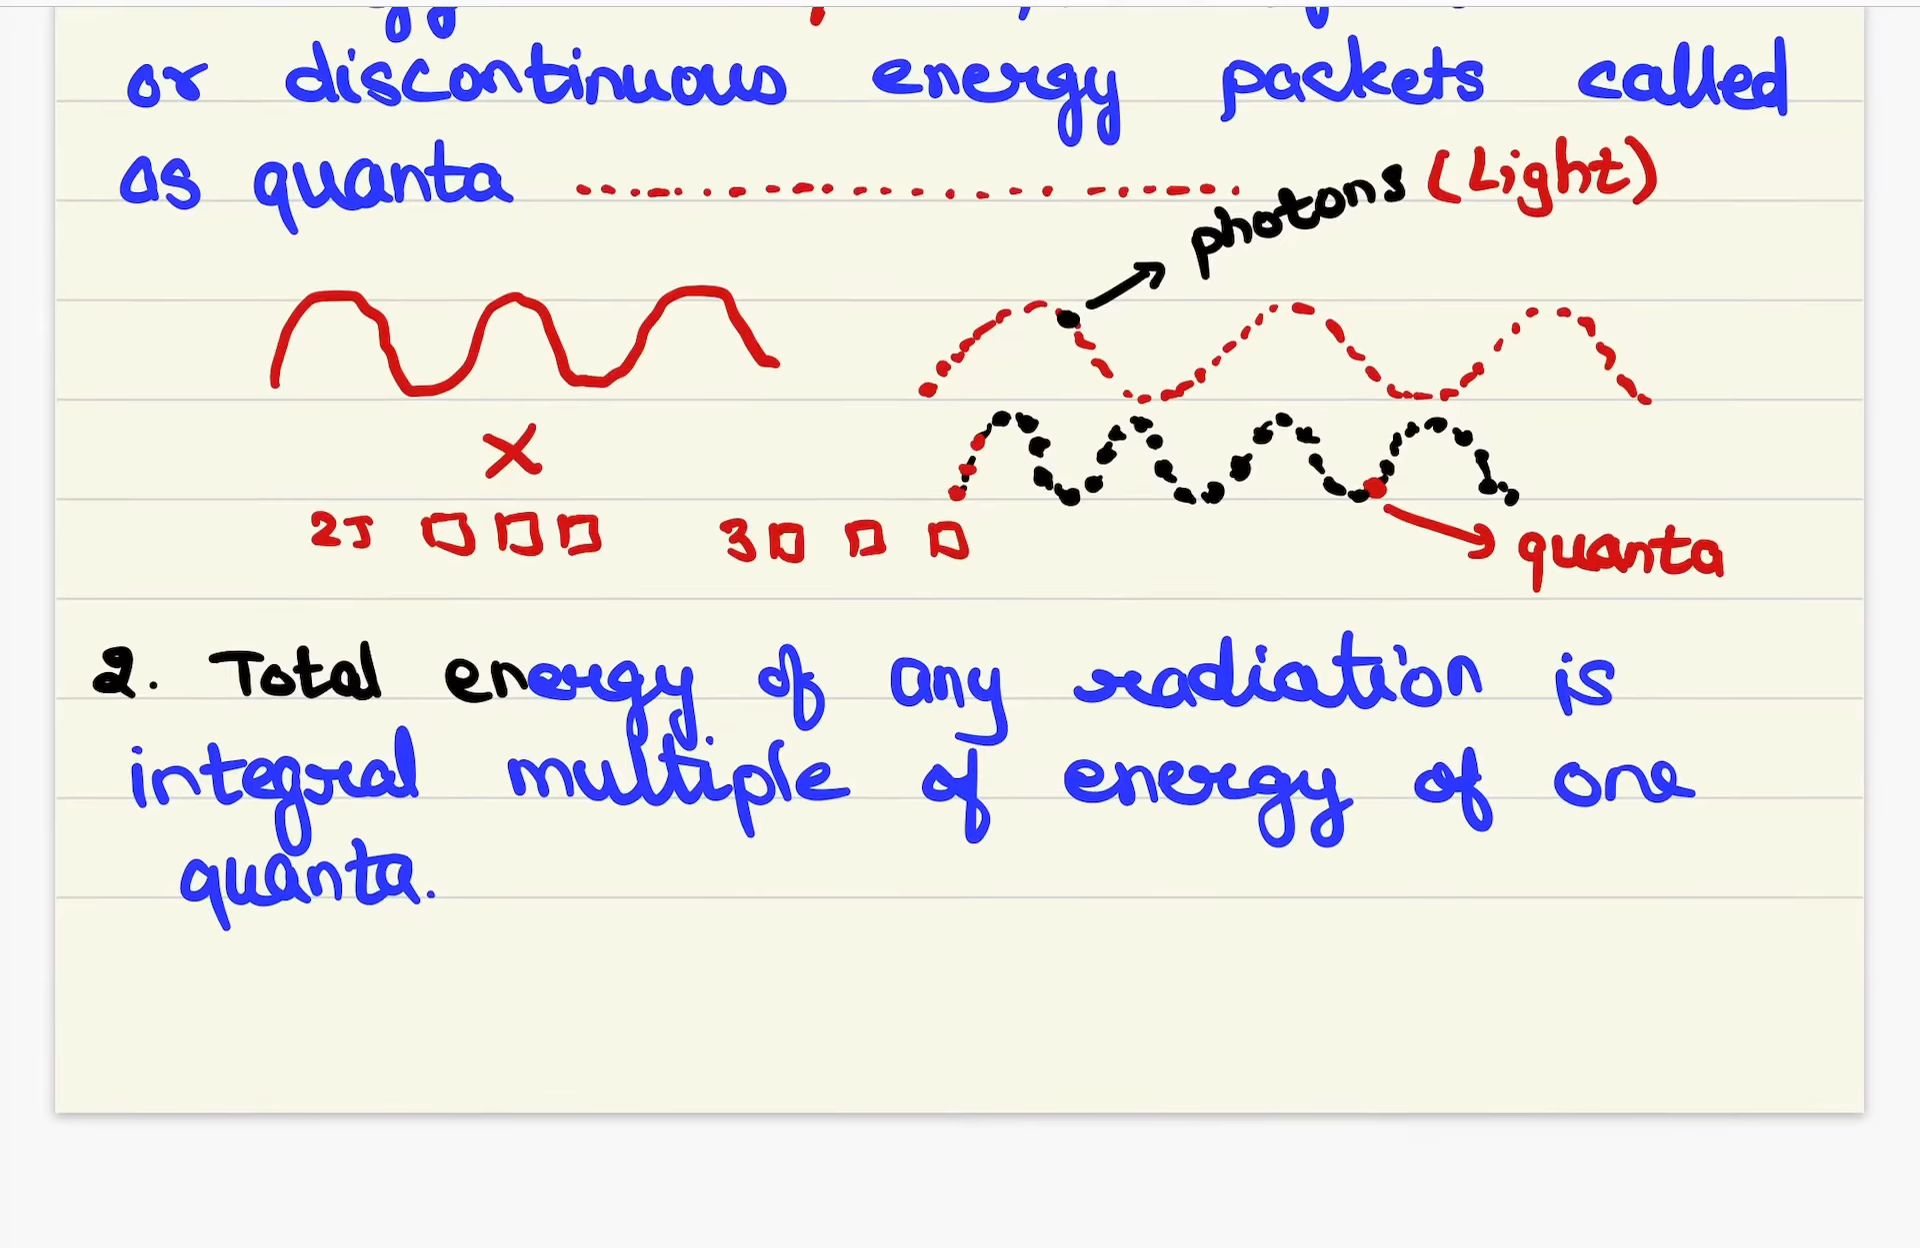 or discontinuous energy packets called
as quanta
photons (Light)
2J
3
quanta
2. Total energy of any radiation is
integral multiple of energy of one
quanta.